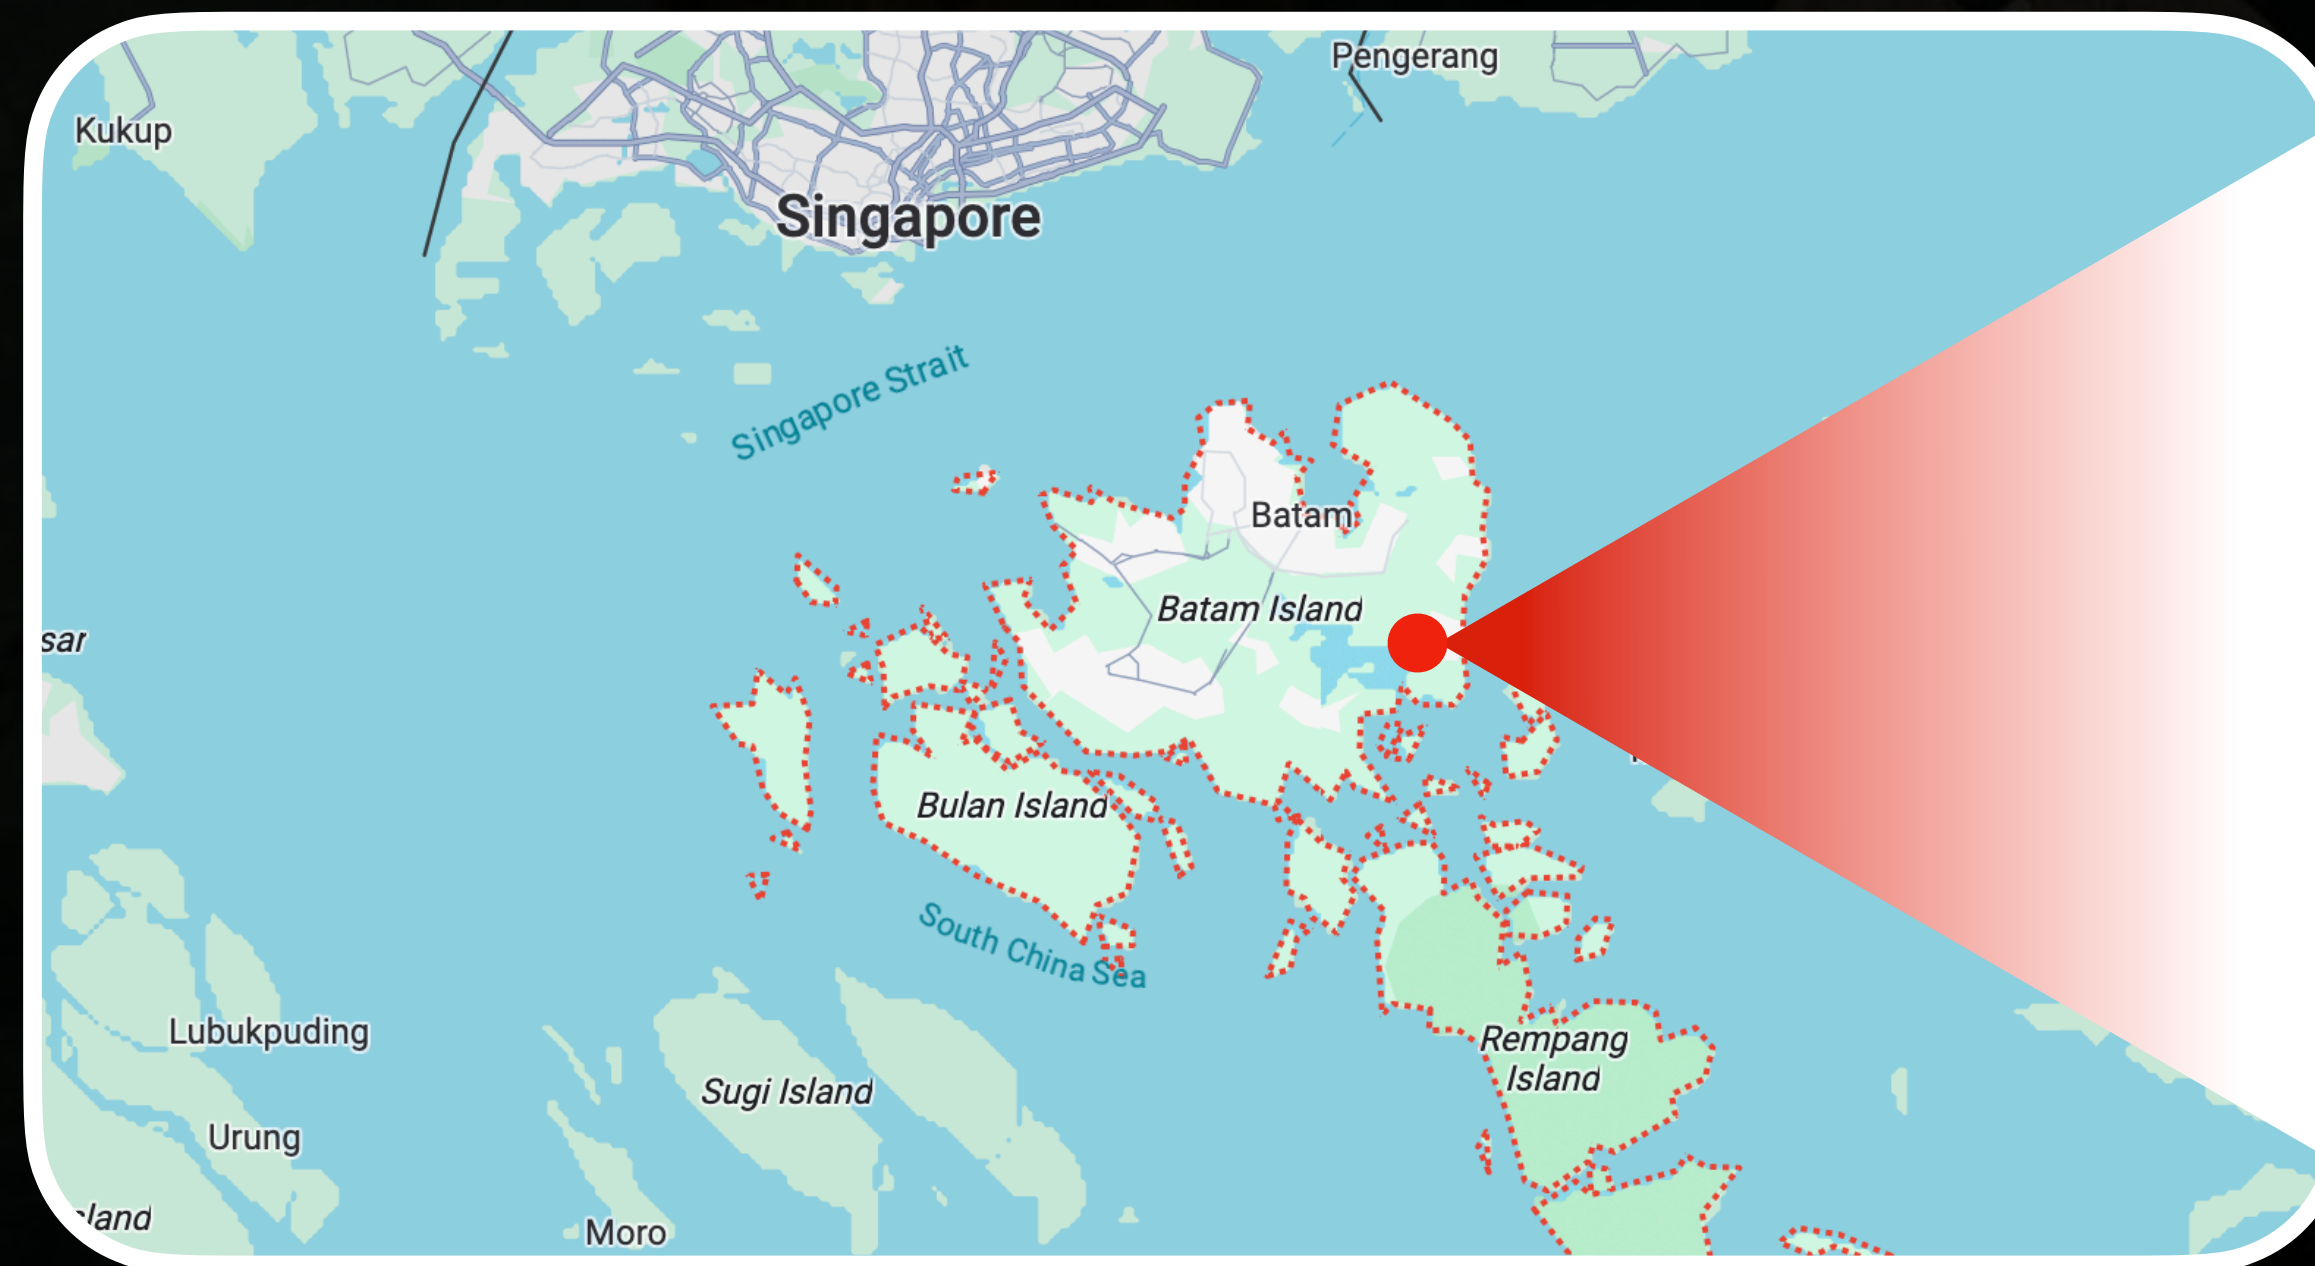 Pengerang
Kukup
Singapore
Singapore Strait
Batam
Batam Island
sar
Bulan Island
South China Sea
Lubukpuding
Rempang
Island
Sugi Island
Urung
land
Moro